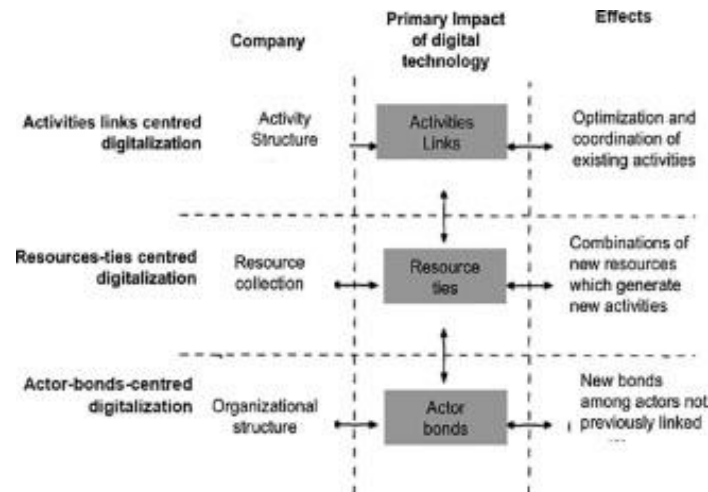 Company
Primary Impact
of digital
technology
Effects
Activities links centred
digitalization
Activity
Structure
Activities
Links
Optimization and
coordination of
existing activities
Resources-ties centred
digitalization
Resource
collection
Resource
ties
Combinations of
new resources
which generate
new activities
Actor-bonds-centred
digitalization
Organizational
structure
Actor
bonds
New bonds
among actors not
previously linked